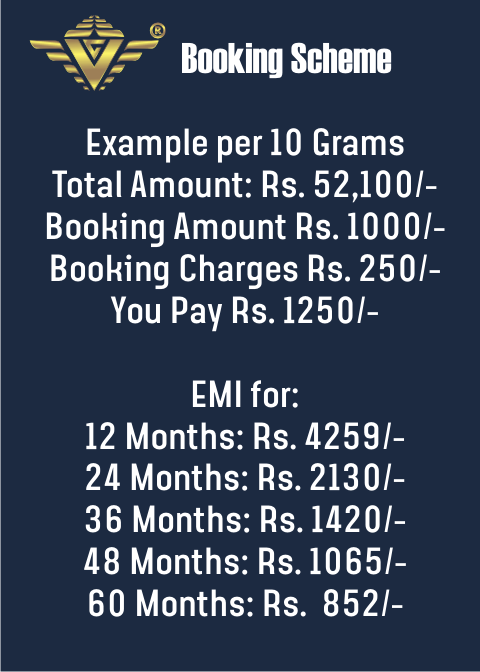 ®
Booking Scheme
Example per 10 Grams
Total Amount: Rs. 52,100/-
Booking Amount Rs. 1000/-
Booking Charges Rs. 250/-
You Pay Rs. 1250/-
EMI for:
12 Months: Rs. 4259/-
24 Months: Rs. 2130/-
36 Months: Rs. 1420/-
48 Months: Rs. 1065/-
60 Months: Rs.  852/-